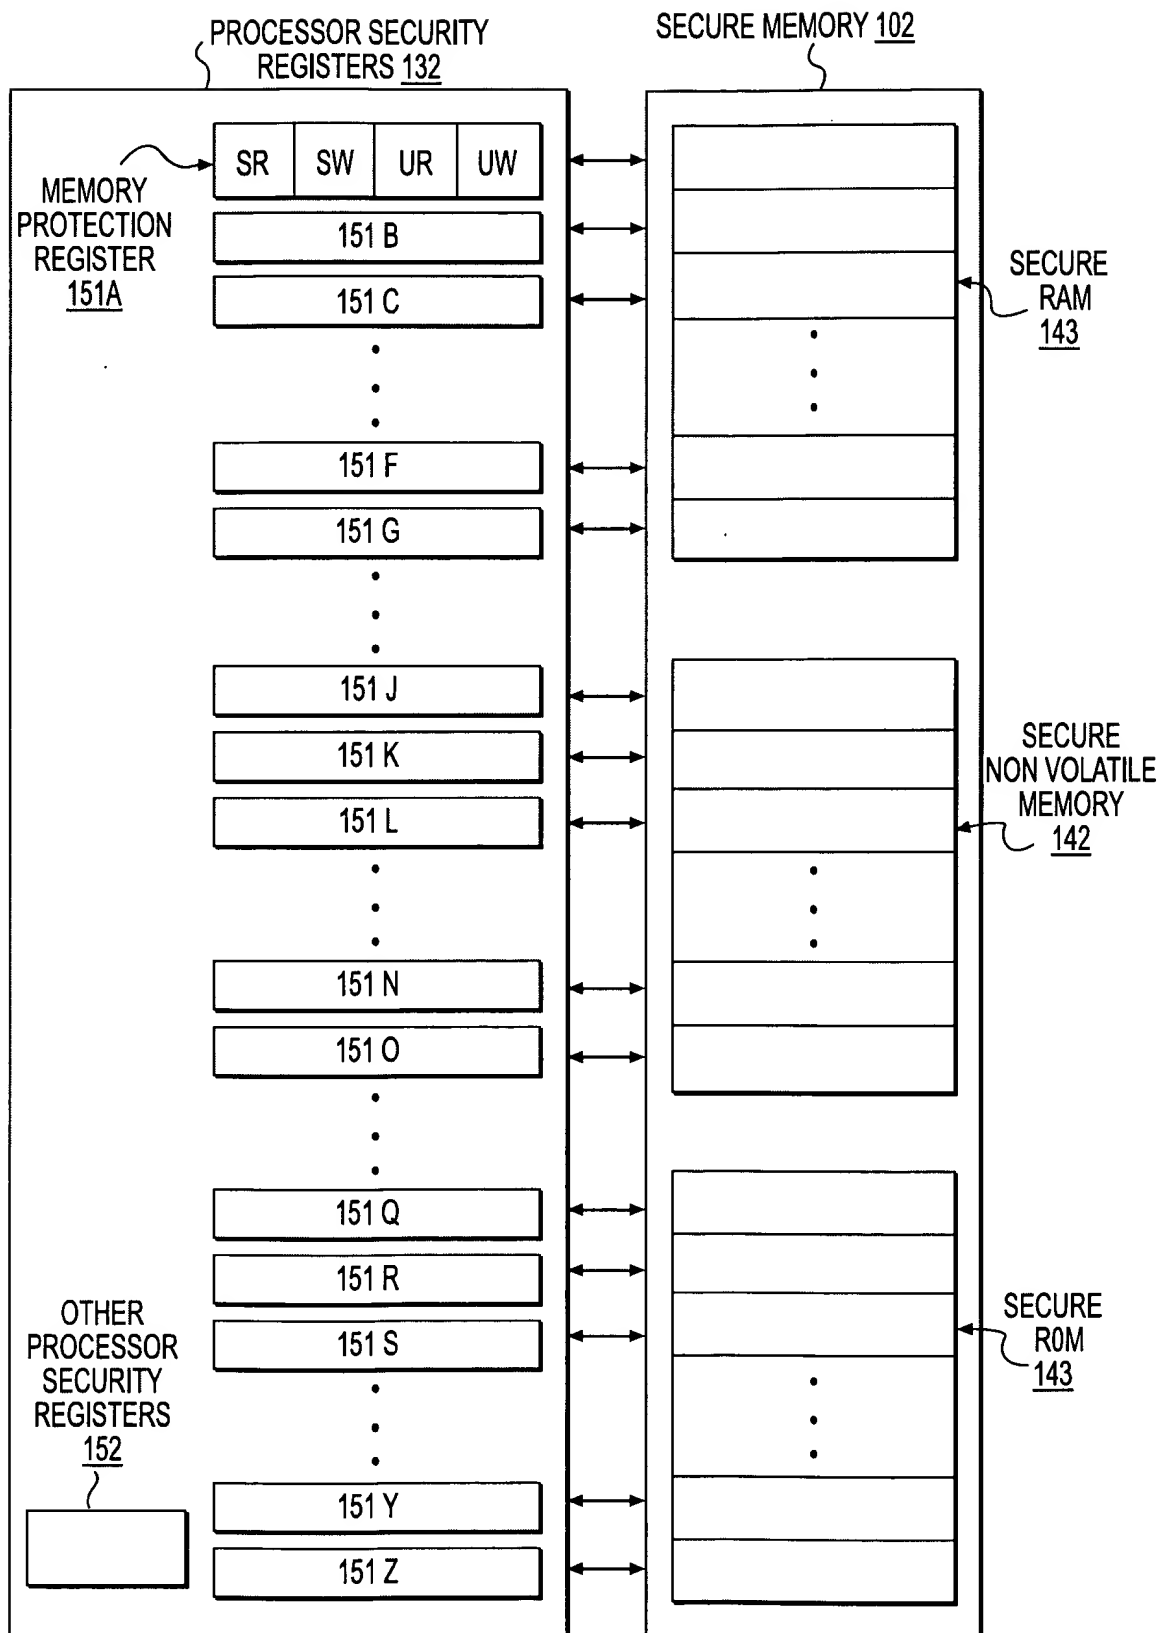 PROCESSOR SECURITY
REGISTERS 132
SECURE MEMORY 102
SR SW UR UW
MEMORY
PROTECTION
REGISTER
151A
151 B
151 C
151 F
151 G
151 J
151 K
151 L
151 N
151 O
151 Q
151 R
151 S
151 Y
151 Z
SECURE
RAM
143
SECURE
NON VOLATILE
MEMORY
142
SECURE
R0M
143
OTHER
PROCESSOR
SECURITY
REGISTERS
152